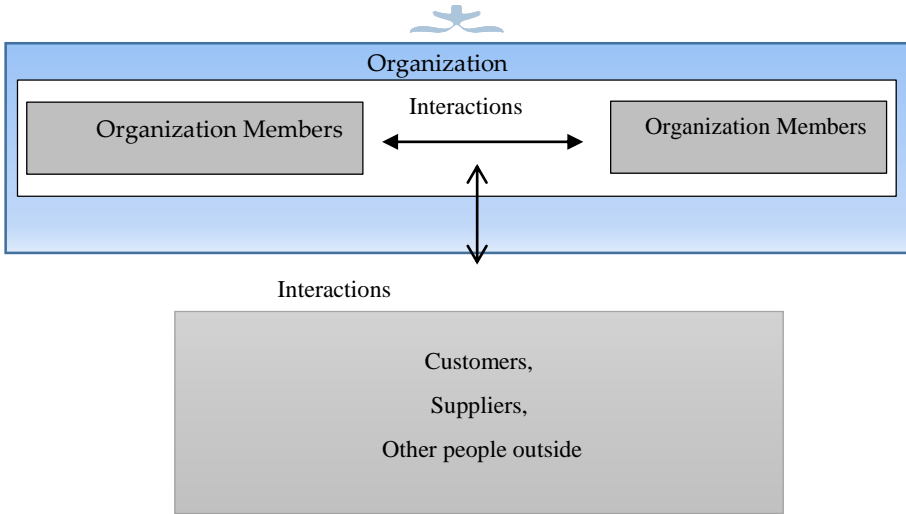 Organization
Interactions
Organization Members
Organization Members
Interactions
Customers,
Suppliers,
Other people outside